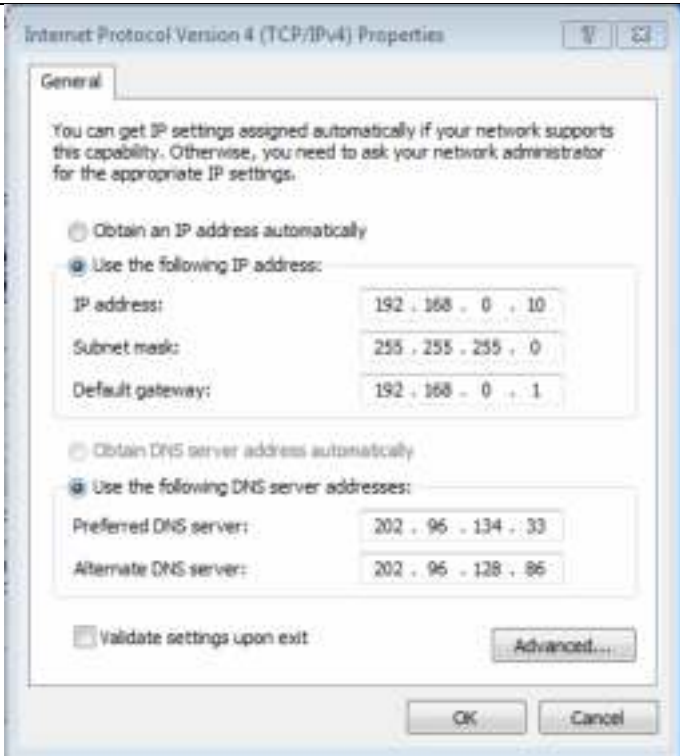 Internet Protocol Version 4 (TCP/IPv4) Properties
General
You can get IP settings assigned automatically if your network supports
this capability. Otherwise, you need to ask your network administrator
for the appropriate IP settings.
Obtain an IP address automatically
Use the following IP address:
IP address: 192 . 168 . 0 . 10
Subnet mask: 255 . 255 . 255 . 0
Default gateway: 192 . 168 . 0 . 1
Obtain DNS server address automatically
Use the following DNS server addresses:
Preferred DNS server: 202 . 96 . 134 . 33
Alternate DNS server: 202 . 96 . 128 . 86
Validate settings upon exit
Advanced...
OK Cancel